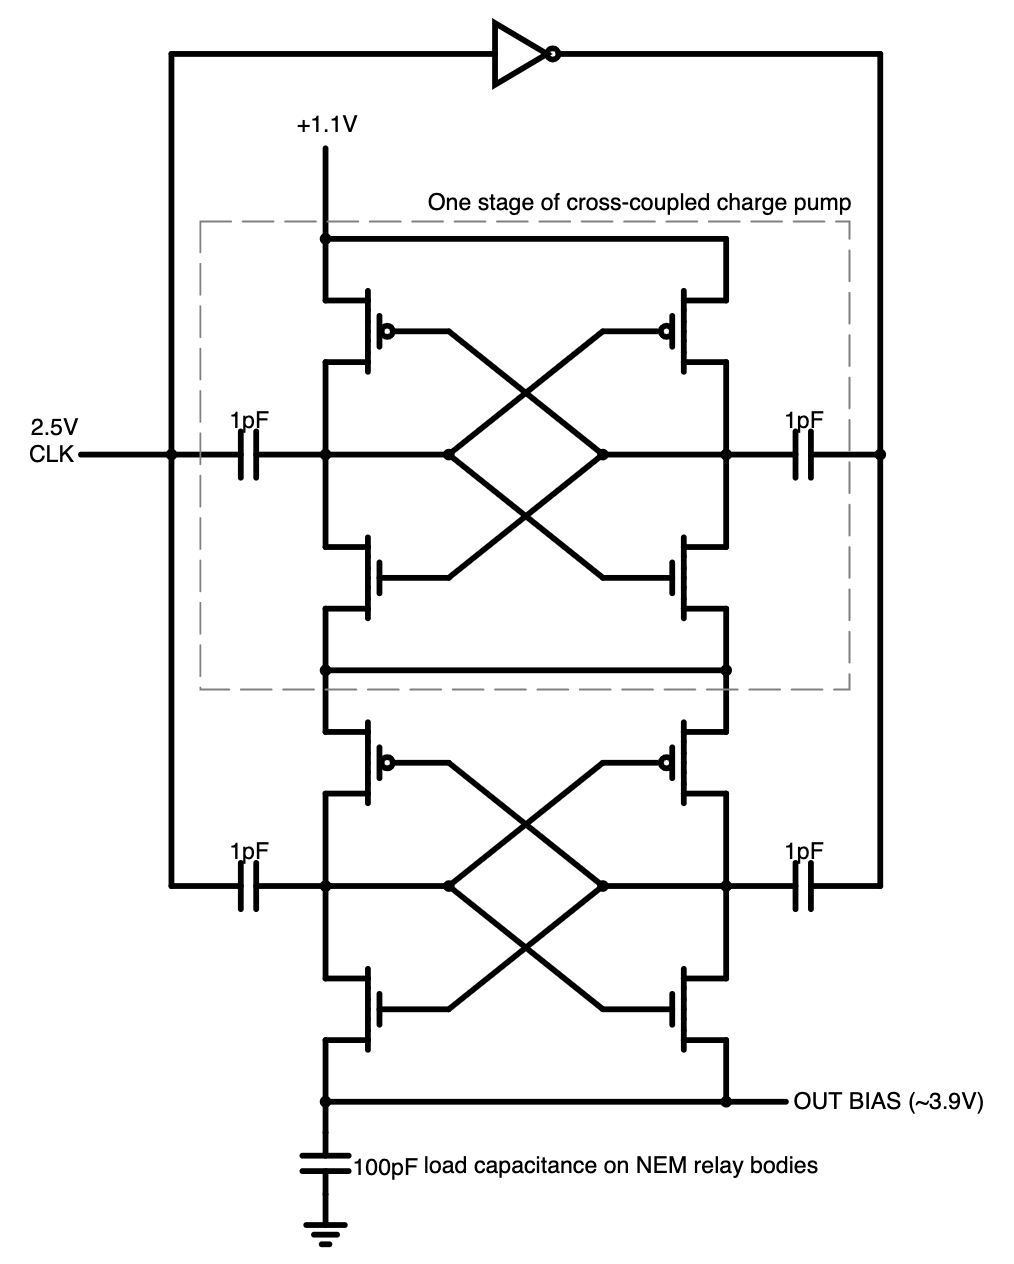 +1.1V
One stage of cross-coupled charge pump
1pF
1pF
2.5V
CLK
1pF
1pF
OUT BIAS (~3.9V)
100pF load capacitance on NEM relay bodies